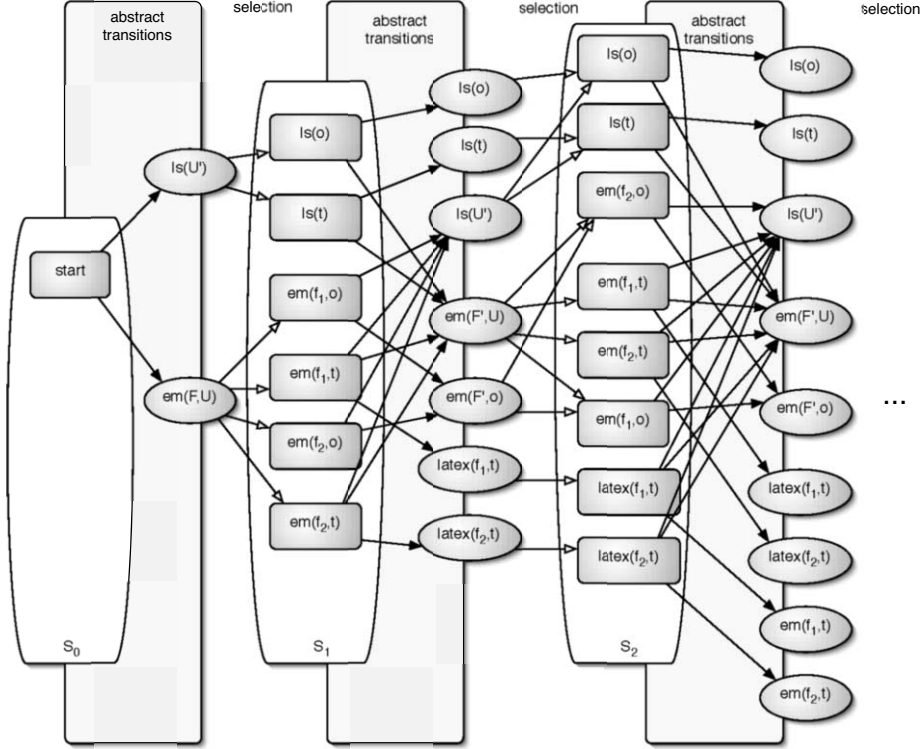 abstract
transitions
selection
abstract
transitions
selection
abstract
transitions
selection
start
S₀
ls(U')
em(F,U)
ls(o)
ls(t)
em(f₁,o)
em(f₁,t)
em(f₂,o)
em(f₂,t)
S₁
ls(o)
ls(t)
ls(U')
em(F',U)
em(F',o)
latex(f₁,t)
latex(f₂,t)
ls(o)
ls(t)
em(f₂,o)
em(f₁,t)
em(f₂,t)
em(f₁,o)
latex(f₁,t)
latex(f₂,t)
S₂
ls(o)
ls(t)
ls(U')
em(F',U)
em(F',o)
latex(f₁,t)
latex(f₂,t)
em(f₁,t)
em(f₂,t)
...